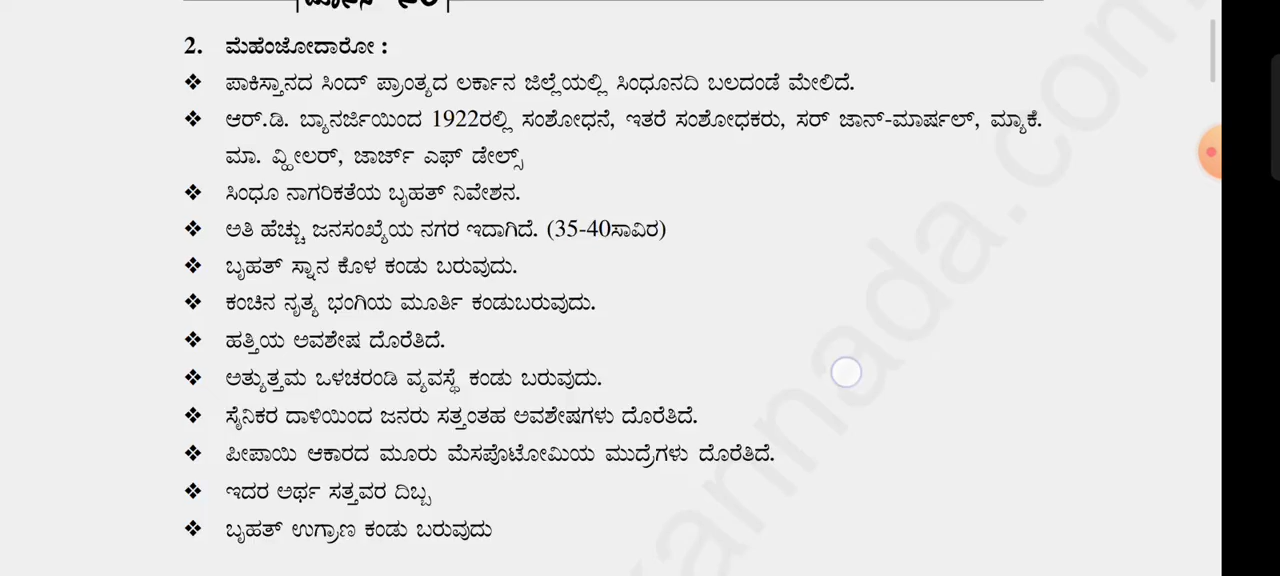 2. ಮೆಹೆಂಜೋದಾರೋ :
❖ ಪಾಕಿಸ್ತಾನದ ಸಿಂದ್ ಪ್ರಾಂತ್ಯದ ಲರ್ಕಾನ ಜಿಲ್ಲೆಯಲ್ಲಿ ಸಿಂಧೂನದಿ ಬಲದಂಡೆ ಮೇಲಿದೆ.
❖ ಆರ್.ಡಿ. ಬ್ಯಾನರ್ಜಿಯಿಂದ 1922ರಲ್ಲಿ ಸಂಶೋಧನೆ, ಇತರೆ ಸಂಶೋಧಕರು, ಸರ್ ಜಾನ್-ಮಾರ್ಷಲ್, ಮ್ಯಾಕೆ.
ಮಾ. ವ್ಹೀಲರ್, ಜಾರ್ಜ್ ಎಫ್ ಡೇಲ್ಸ್
❖ ಸಿಂಧೂ ನಾಗರಿಕತೆಯ ಬೃಹತ್ ನಿವೇಶನ.
❖ ಅತಿ ಹೆಚ್ಚು ಜನಸಂಖ್ಯೆಯ ನಗರ ಇದಾಗಿದೆ. (35-40ಸಾವಿರ)
❖ ಬೃಹತ್ ಸ್ನಾನ ಕೊಳ ಕಂಡು ಬರುವುದು.
❖ ಕಂಚಿನ ನೃತ್ಯ ಭಂಗಿಯ ಮೂರ್ತಿ ಕಂಡುಬರುವುದು.
❖ ಹತ್ತಿಯ ಅವಶೇಷ ದೊರೆತಿದೆ.
❖ ಅತ್ಯುತ್ತಮ ಒಳಚರಂಡಿ ವ್ಯವಸ್ಥೆ ಕಂಡು ಬರುವುದು.
❖ ಸೈನಿಕರ ದಾಳಿಯಿಂದ ಜನರು ಸತ್ತಂತಹ ಅವಶೇಷಗಳು ದೊರೆತಿದೆ.
❖ ಪೀಪಾಯಿ ಆಕಾರದ ಮೂರು ಮೆಸಪೊಟೋಮಿಯ ಮುದ್ರೆಗಳು ದೊರೆತಿದೆ.
❖ ಇದರ ಅರ್ಥ ಸತ್ತವರ ದಿಬ್ಬ
❖ ಬೃಹತ್ ಉಗ್ರಾಣ ಕಂಡು ಬರುವುದು
annada.com